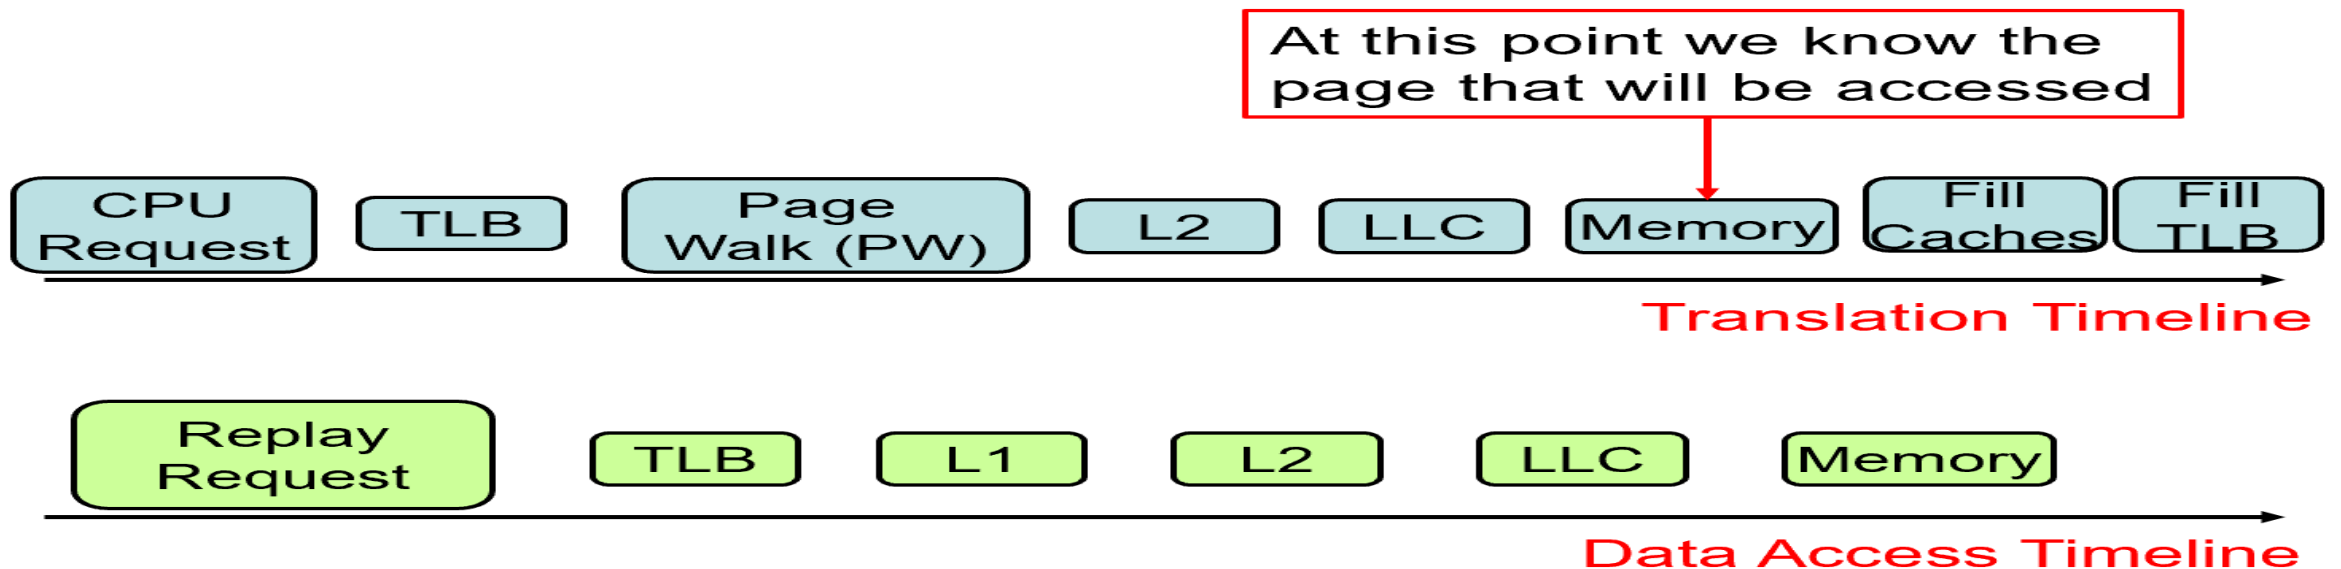 At this point we know the
page that will be accessed
CPU
Request
TLB
Page
Walk (PW)
L2
LLC
Memory
Fill
Caches
Fill
TLB
Translation Timeline
Replay
Request
TLB
L1
L2
LLC
Memory
Data Access Timeline